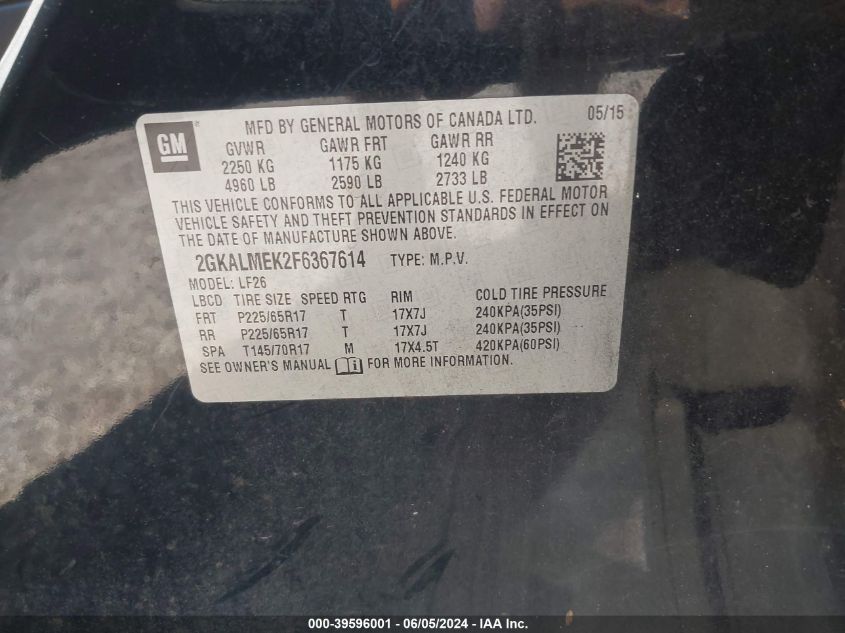 GM
MFD BY GENERAL MOTORS OF CANADA LTD. 05/15
GVWR GAWR FRT GAWR RR
2250 KG 1175 KG 1240 KG
4960 LB 2590 LB 2733 LB
THIS VEHICLE CONFORMS TO ALL APPLICABLE U.S. FEDERAL MOTOR
VEHICLE SAFETY AND THEFT PREVENTION STANDARDS IN EFFECT ON
THE DATE OF MANUFACTURE SHOWN ABOVE.
2GKALMEK2F6367614 TYPE: M.P.V.
MODEL: LF26
LBCD TIRE SIZE SPEED RTG RIM COLD TIRE PRESSURE
FRT P225/65R17 T 17X7J 240KPA(35PSI)
RR P225/65R17 T 17X7J 240KPA(35PSI)
SPA T145/70R17 M 17X4.5T 420KPA(60PSI)
SEE OWNER'S MANUAL FOR MORE INFORMATION.
000-39596001 - 06/05/2024 - IAA Inc.